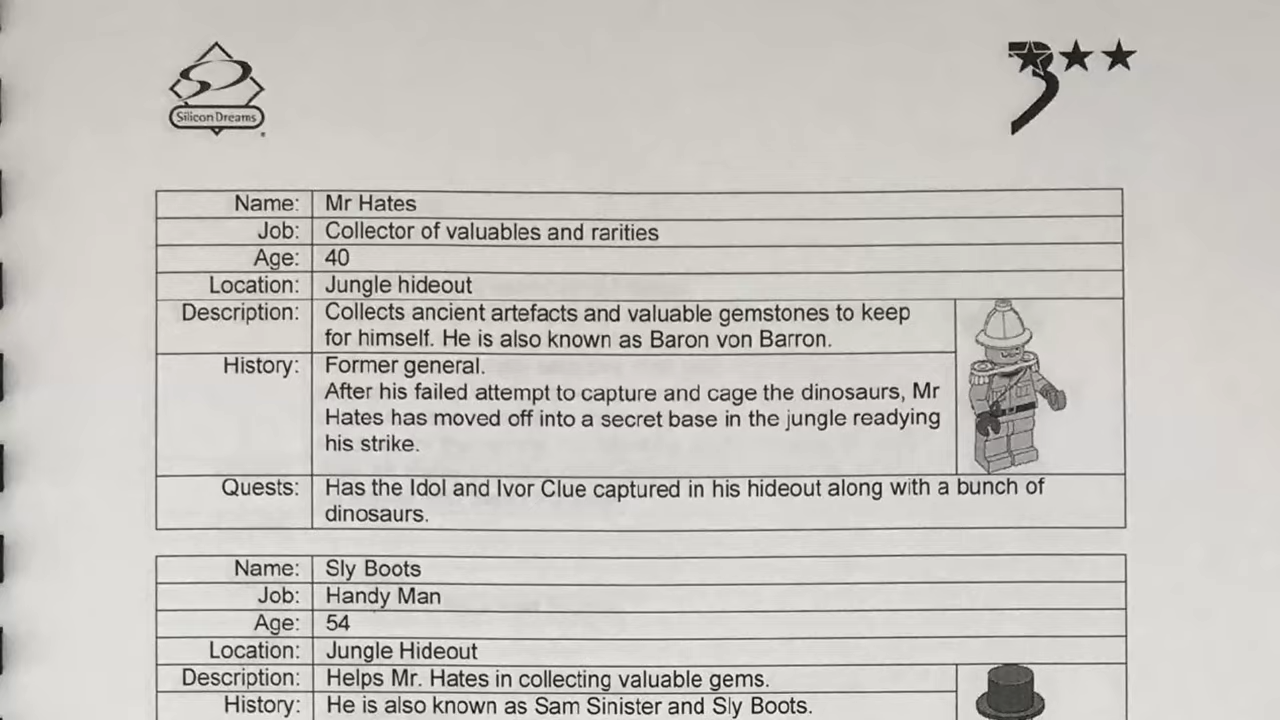 Silicon Dreams
Name: Mr Hates
Job: Collector of valuables and rarities
Age: 40
Location: Jungle hideout
Description: Collects ancient artefacts and valuable gemstones to keep
for himself. He is also known as Baron von Barron.
History: Former general.
After his failed attempt to capture and cage the dinosaurs, Mr
Hates has moved off into a secret base in the jungle readying
his strike.
Quests: Has the Idol and Ivor Clue captured in his hideout along with a bunch of
dinosaurs.
Name: Sly Boots
Job: Handy Man
Age: 54
Location: Jungle Hideout
Description: Helps Mr. Hates in collecting valuable gems.
History: He is also known as Sam Sinister and Sly Boots.